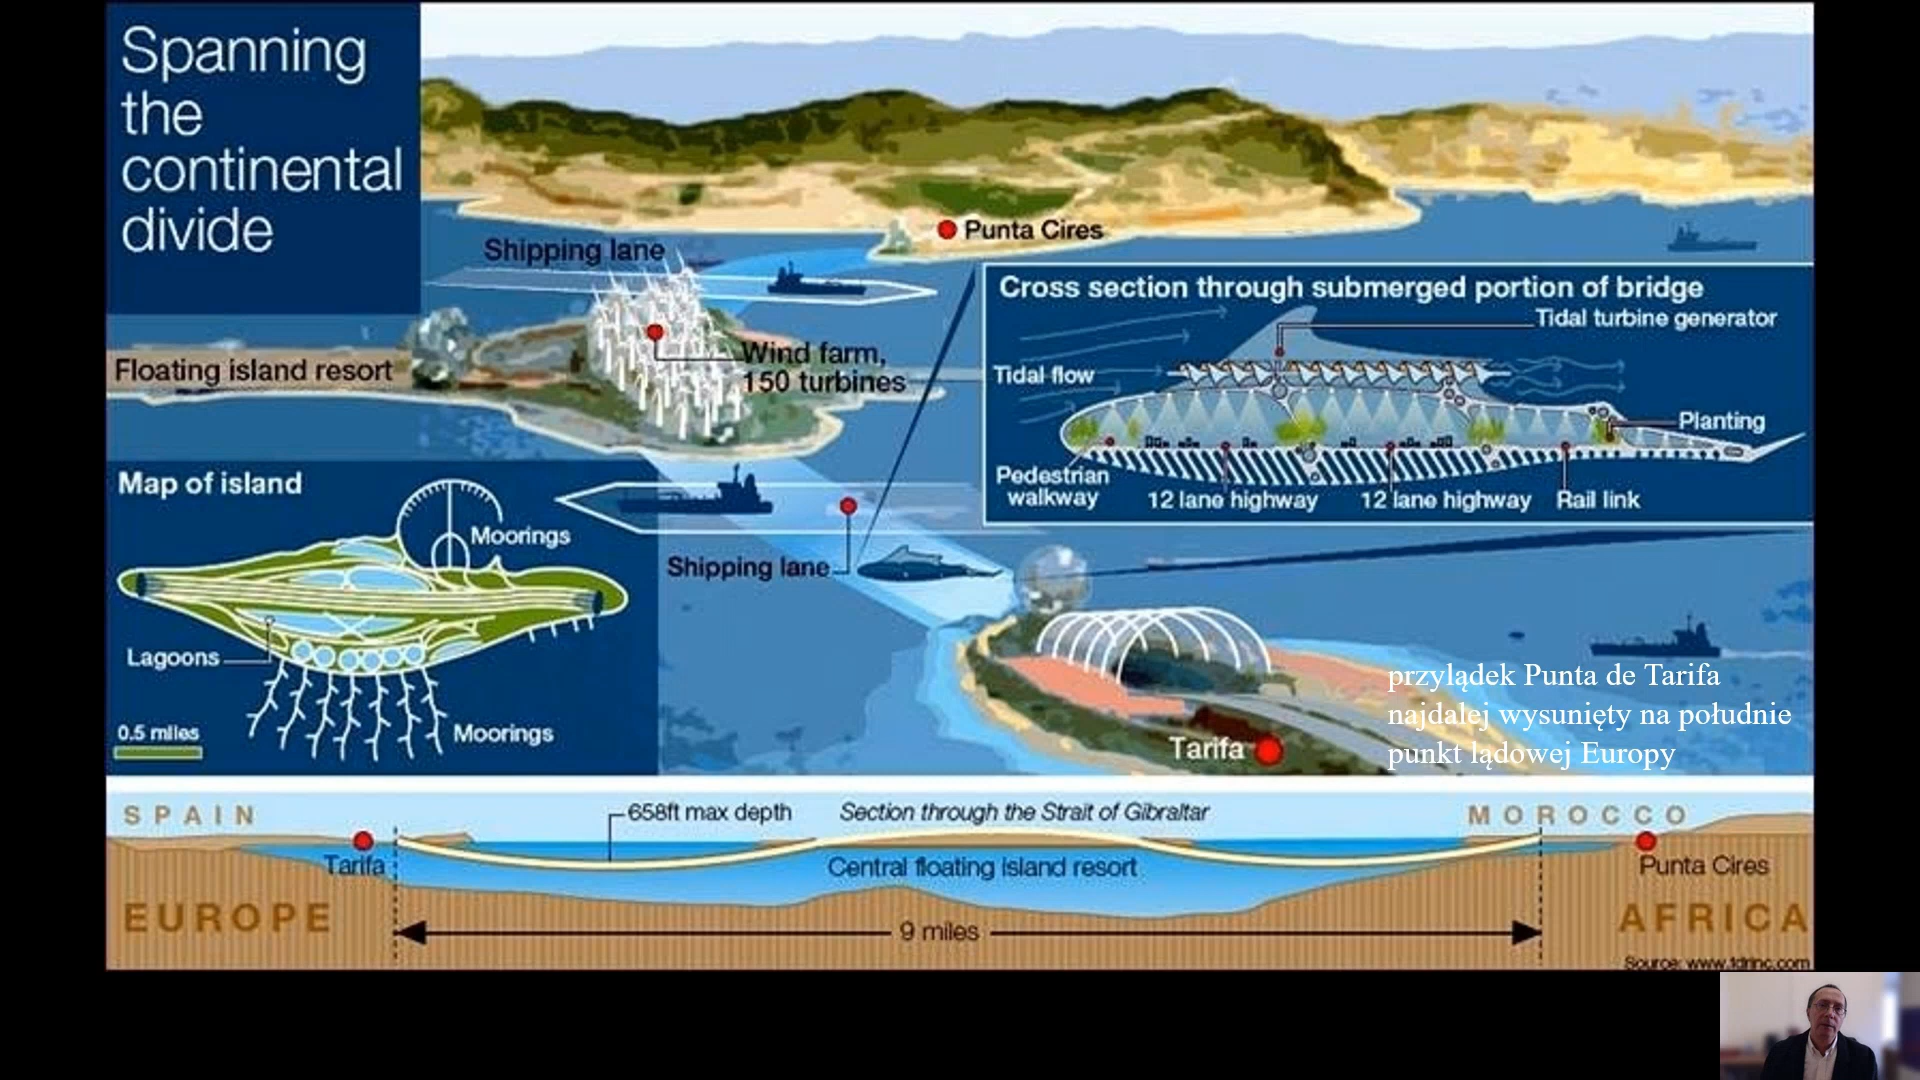 Spanning
the
continental
divide
Punta Cires
Shipping lane
Wind farm,
150 turbines
Floating island resort
Cross section through submerged portion of bridge
Tidal turbine generator
Tidal flow
Planting
Pedestrian
walkway
12 lane highway
12 lane highway
Rail link
Map of island
Moorings
Shipping lane
Lagoons
Moorings
0.5 miles
przylądek Punta de Tarifa
najdalej wysunięty na południe
punkt lądowej Europy
Tarifa
SPAIN
658ft max depth
Section through the Strait of Gibraltar
MOROCCO
Tarifa
Central floating island resort
Punta Cires
EUROPE
9 miles
AFRICA
Source: www.tdrinc.com